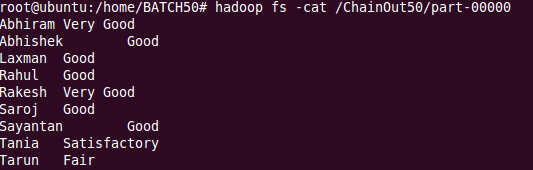 root@ubuntu:/home/BATCH50# hadoop fs -cat /ChainOut50/part-00000
Abhiram Very Good
Abhishek        Good
Laxman  Good
Rahul   Good
Rakesh  Very Good
Saroj   Good
Sayantan        Good
Tania   Satisfactory
Tarun   Fair